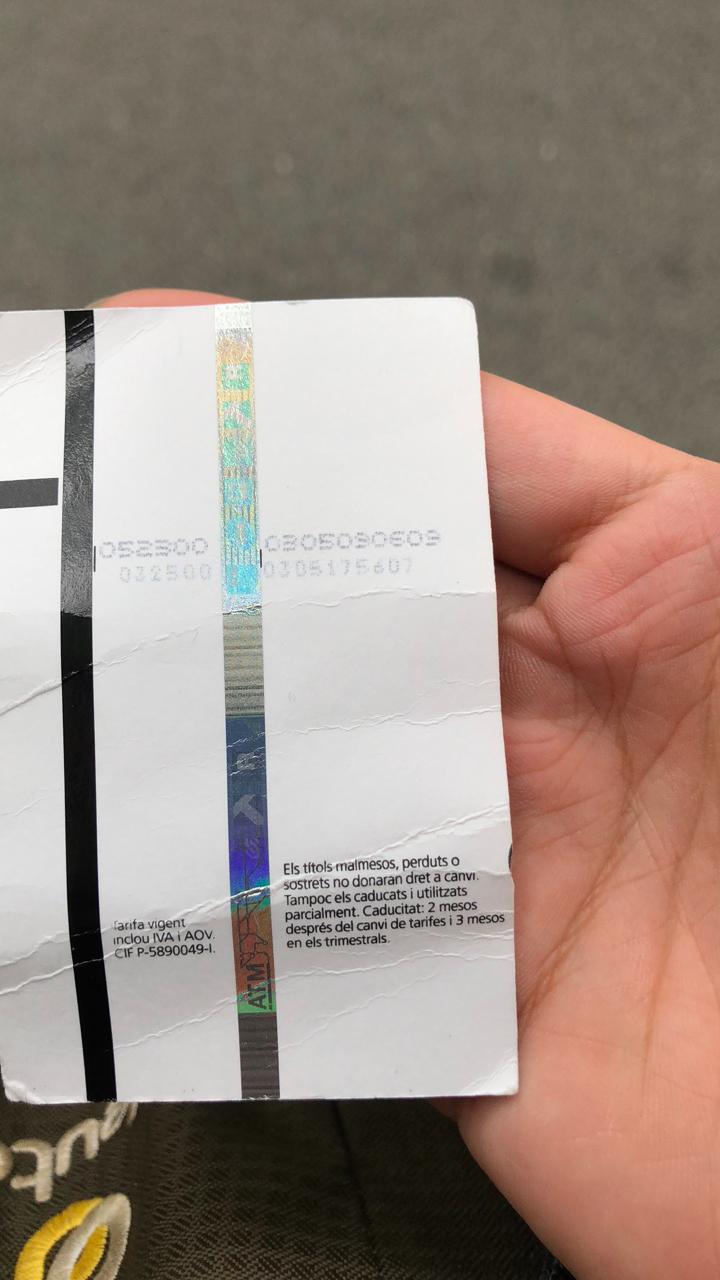 052300 0305090609
032500 0305175607
Els títols malmesos, perduts o
sostrets no donaran dret a canvi.
Tampoc els caducats i utilitzats
parcialment. Caducitat: 2 mesos
després del canvi de tarifes i 3 mesos
en els trimestrals.
Tarifa vigent
inclou IVA i AOV.
CIF P-5890049-I.
ATM